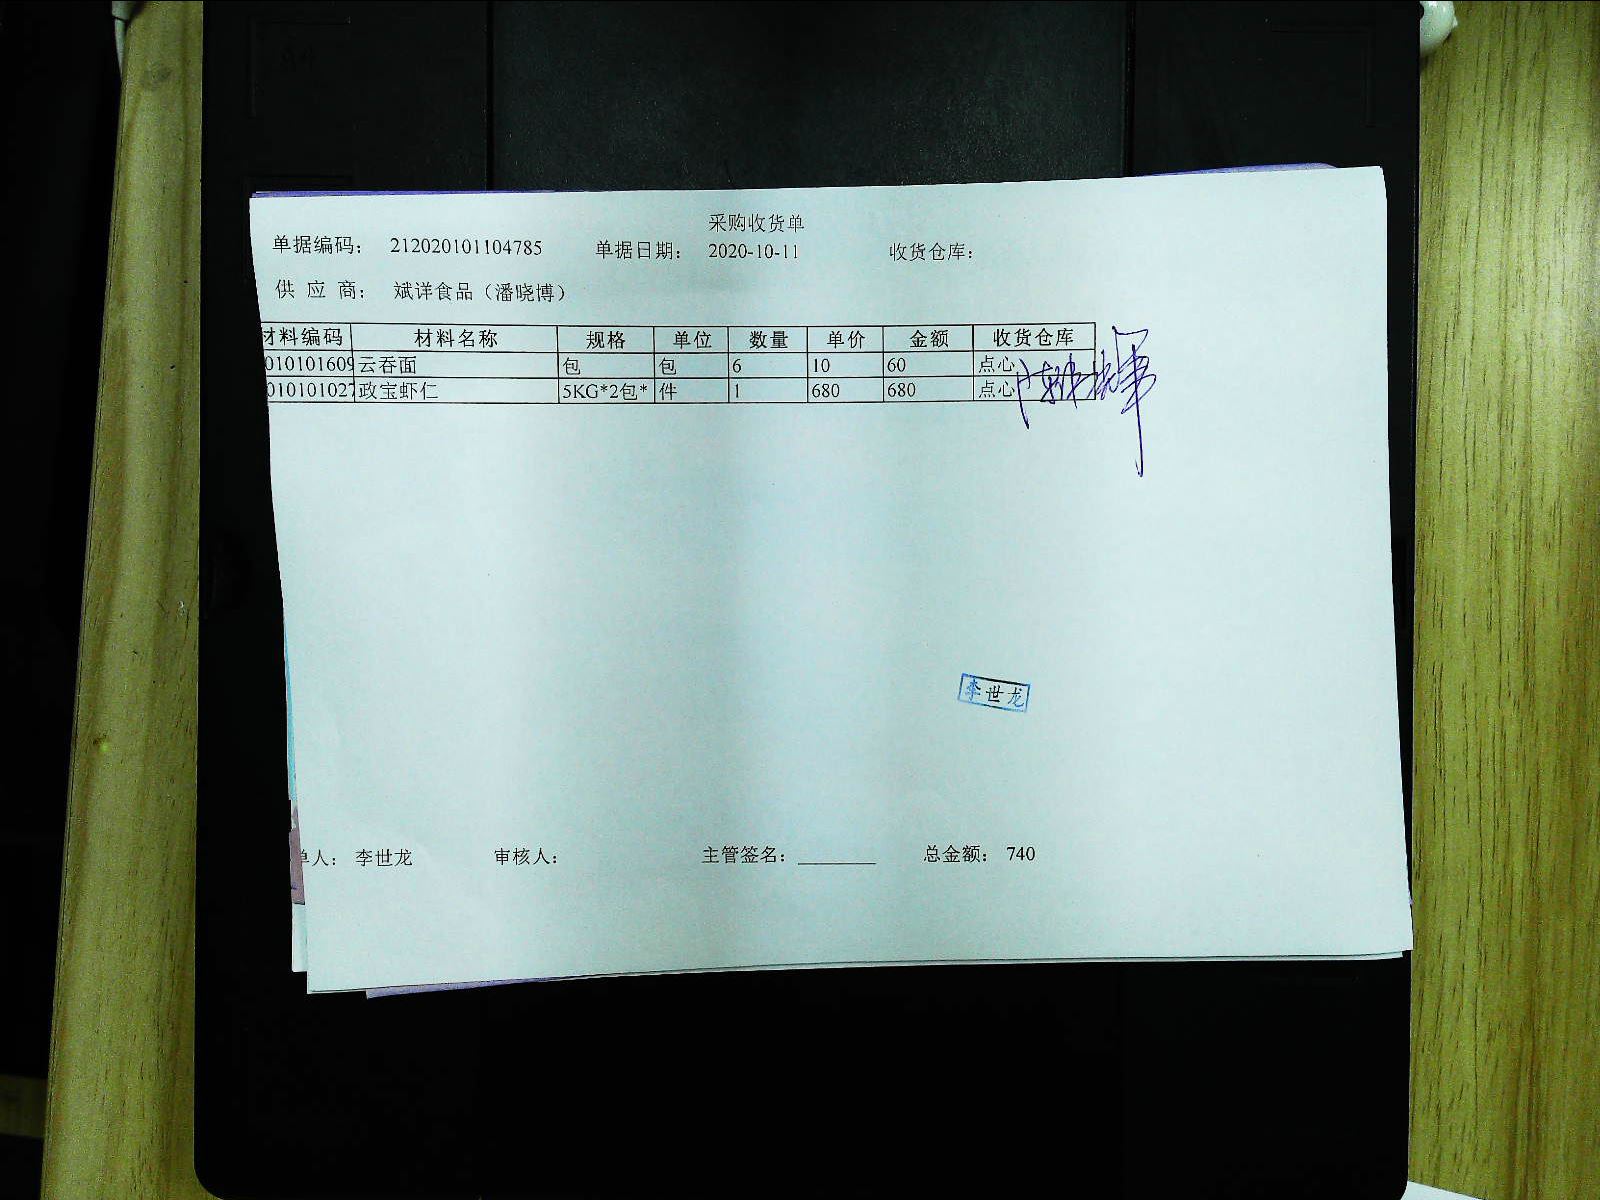 采购收货单
单据编码： 212020101104785 单据日期： 2020-10-11 收货仓库：
供 应 商： 斌详食品（潘晓博）
材料编码 材料名称 规格 单位 数量 单价 金额 收货仓库
010101609 云吞面 包 包 6 10 60 点心
010101027 政宝虾仁 5KG*2包* 件 1 680 680 点心
李世龙
单人： 李世龙 审核人： 主管签名：________ 总金额： 740